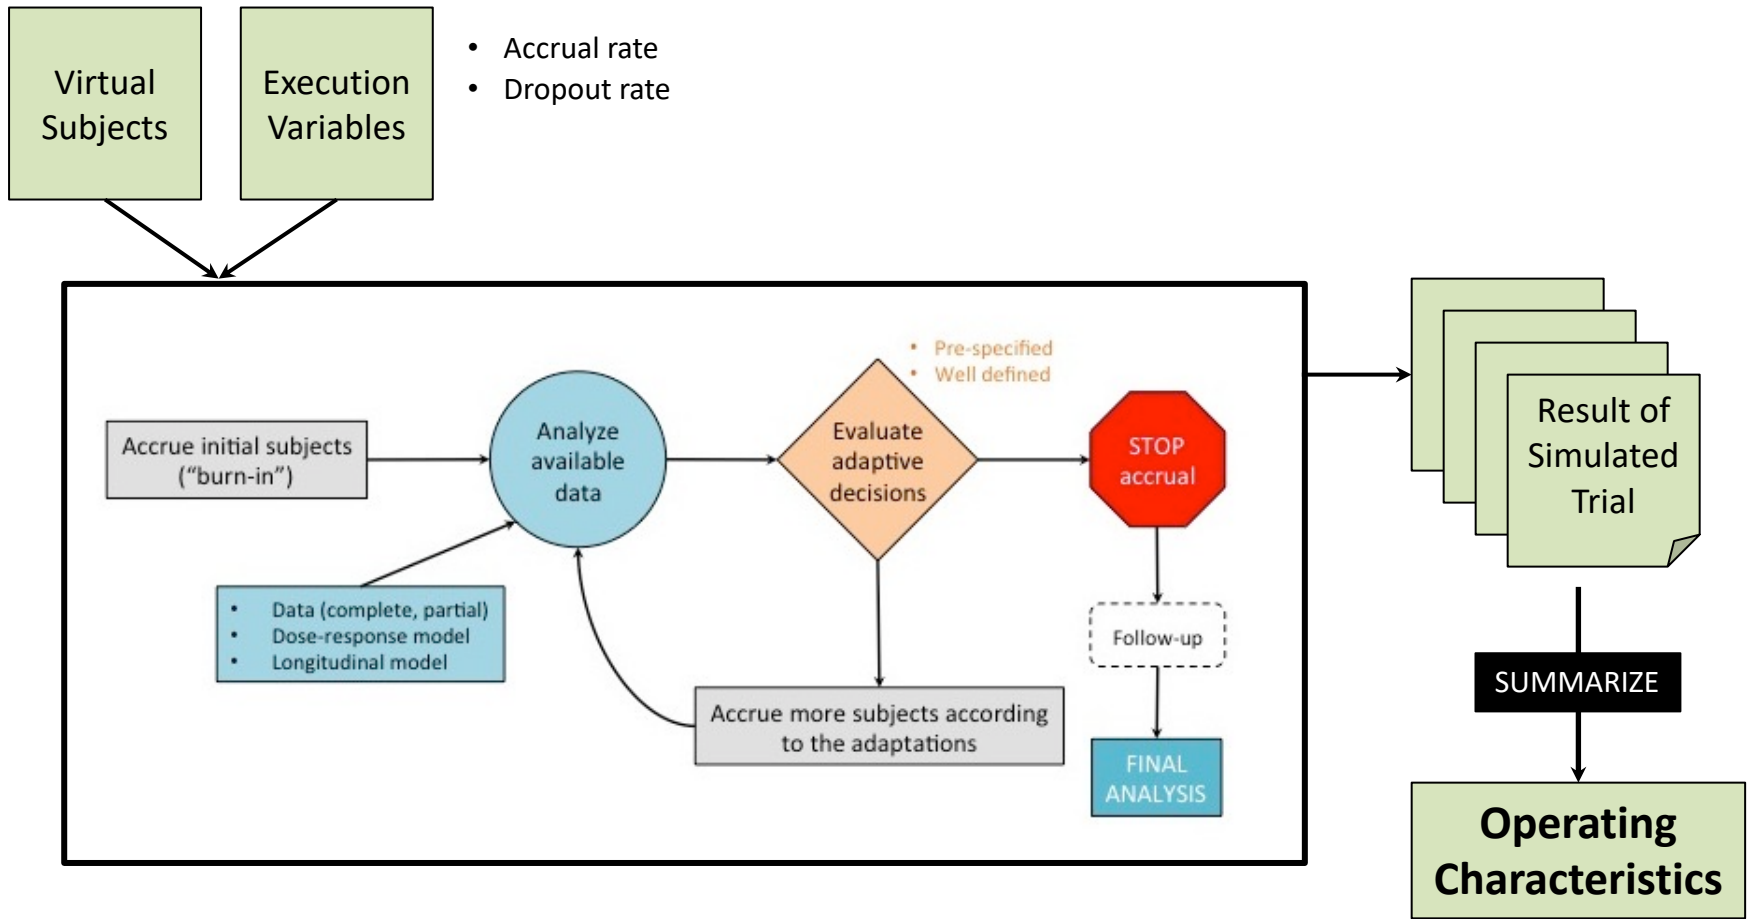 Virtual
Subjects
Execution
Variables
• Accrual rate
• Dropout rate
• Pre-specified
• Well defined
Accrue initial subjects
(“burn-in”)
Analyze
available
data
Evaluate
adaptive
decisions
STOP
accrual
• Data (complete, partial)
• Dose-response model
• Longitudinal model
Follow-up
Accrue more subjects according
to the adaptations
FINAL
ANALYSIS
Result of
Simulated
Trial
SUMMARIZE
Operating
Characteristics